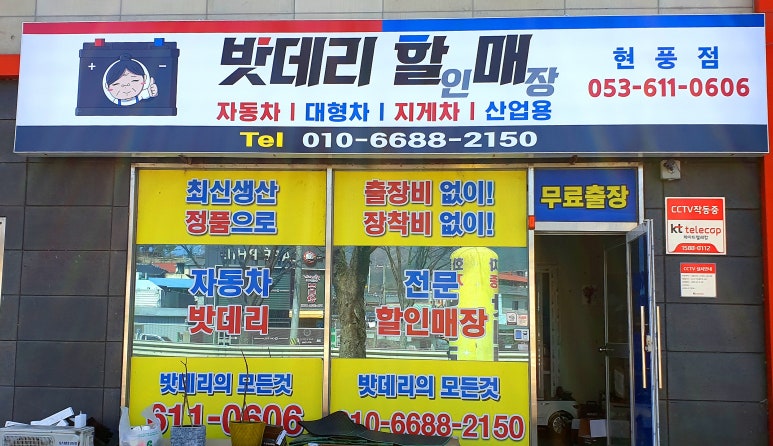 밧데리 할인매장
현 풍 점
053-611-0606
자동차 | 대형차 | 지게차 | 산업용
Tel 010-6688-2150
최신생산
정품으로
출장비 없이!
장착비 없이!
무료출장
CCTV작동중
kt telecop
1588-0112
자동차
밧데리
전문
할인매장
밧데리의 모든것
611-0606
밧데리의 모든것
010-6688-2150